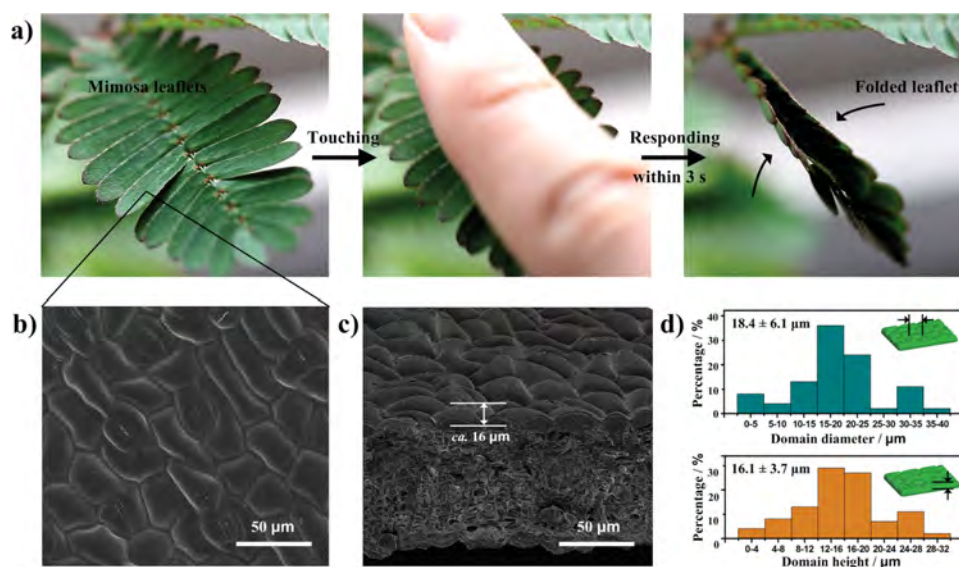 a)
Mimosa leaflets
Touching
Responding
within 3 s
Folded leaflets
b)
50 µm
c)
ca. 16 µm
50 µm
d)
18.4 ± 6.1 µm
Percentage / %
40
30
20
10
0
0-5 5-10 10-15 15-20 20-25 25-30 30-35 35-40
Domain diameter / µm
16.1 ± 3.7 µm
Percentage / %
30
20
10
0
0-4 4-8 8-12 12-16 16-20 20-24 24-28 28-32
Domain height / µm